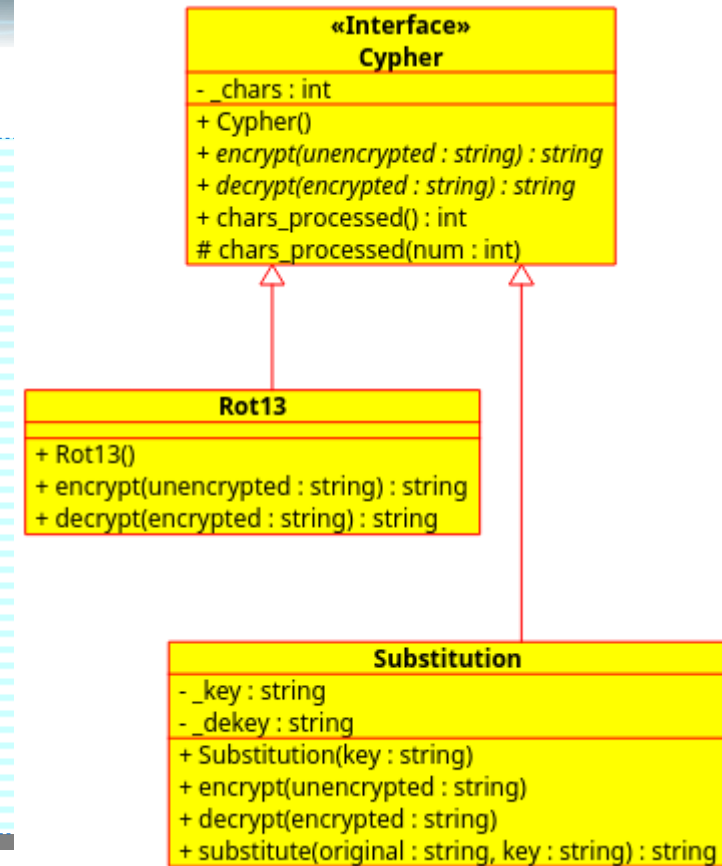 «Interface»
Cypher
- _chars : int
+ Cypher()
+ encrypt(unencrypted : string) : string
+ decrypt(encrypted : string) : string
+ chars_processed() : int
# chars_processed(num : int)
Rot13
+ Rot13()
+ encrypt(unencrypted : string) : string
+ decrypt(encrypted : string) : string
Substitution
- _key : string
- _dekey : string
+ Substitution(key : string)
+ encrypt(unencrypted : string)
+ decrypt(encrypted : string)
+ substitute(original : string, key : string) : string